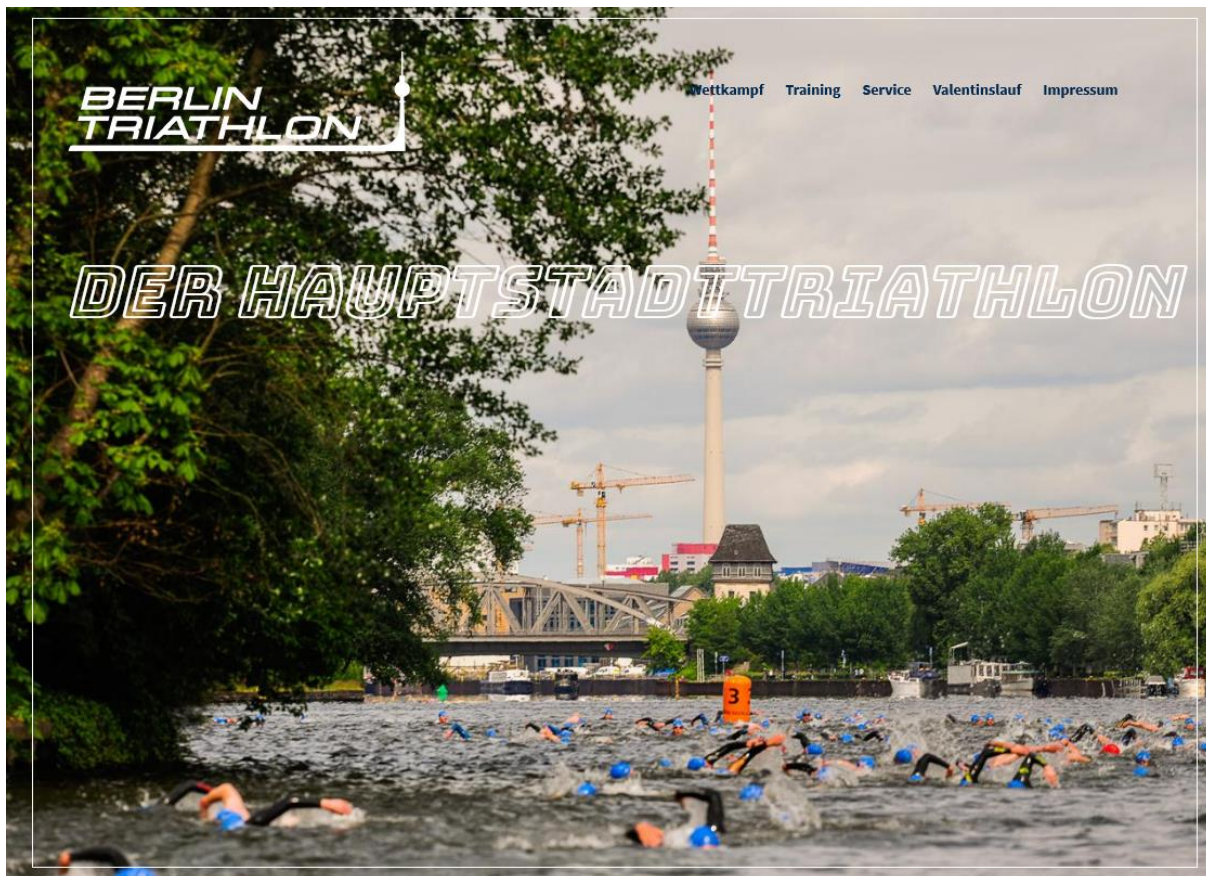 BERLIN
TRIATHLON
Wettkampf Training Service Valentinslauf Impressum
DER HAUPTSTADTTRIATHLON
3